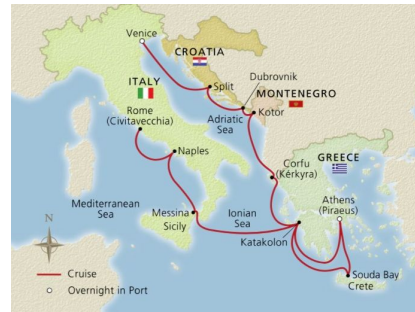 Venice
CROATIA
ITALY
Split
Dubrovnik
MONTENEGRO
Rome
(Civitavecchia)
Adriatic
Sea
Kotor
Naples
Corfu
(Kérkyra)
GREECE
Mediterranean
Sea
Messina
Sicily
Ionian
Sea
Athens
(Piraeus)
Katakolon
N
Souda Bay
Crete
Cruise
Overnight in Port